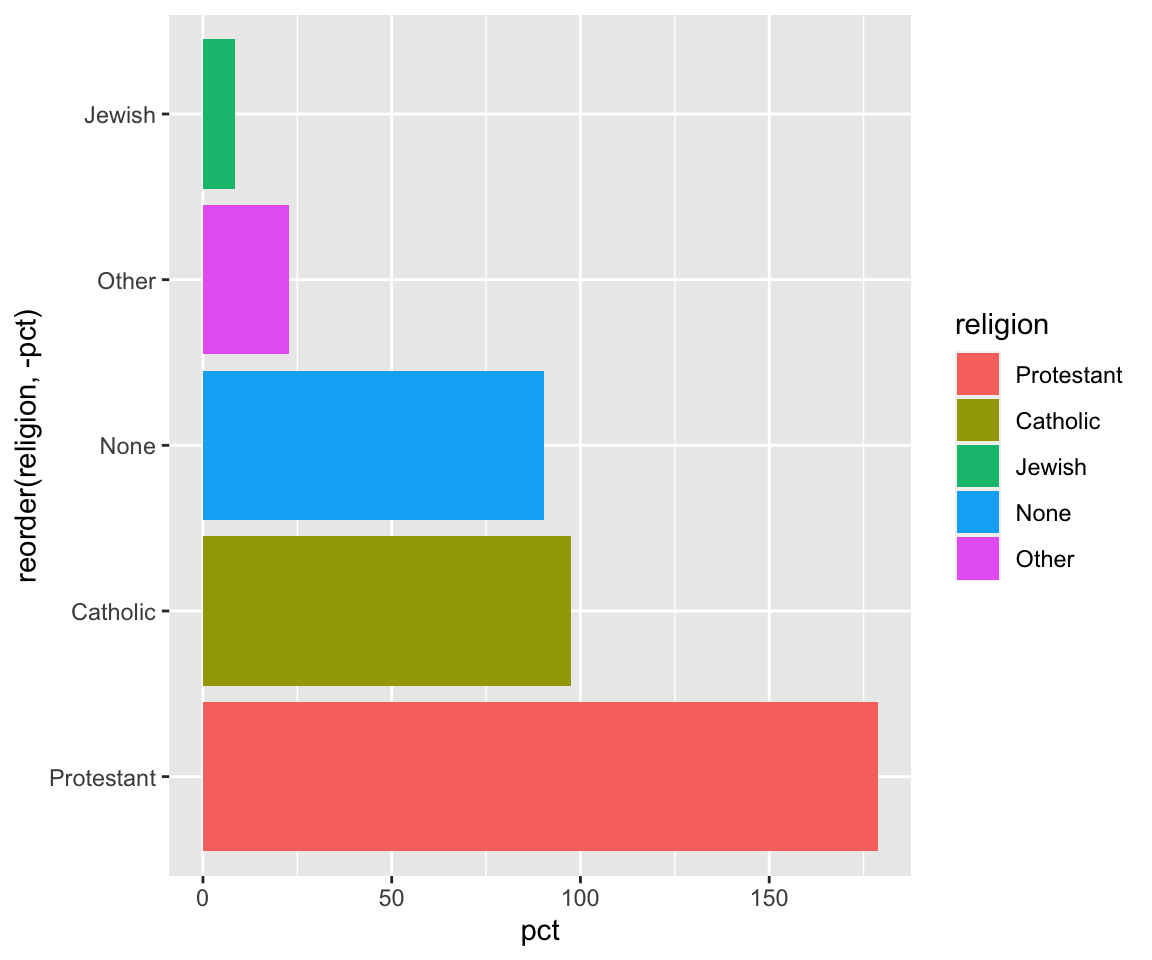 Jewish
Other
None
Catholic
Protestant
reorder(religion, -pct)
0 50 100 150
pct
religion
Protestant
Catholic
Jewish
None
Other